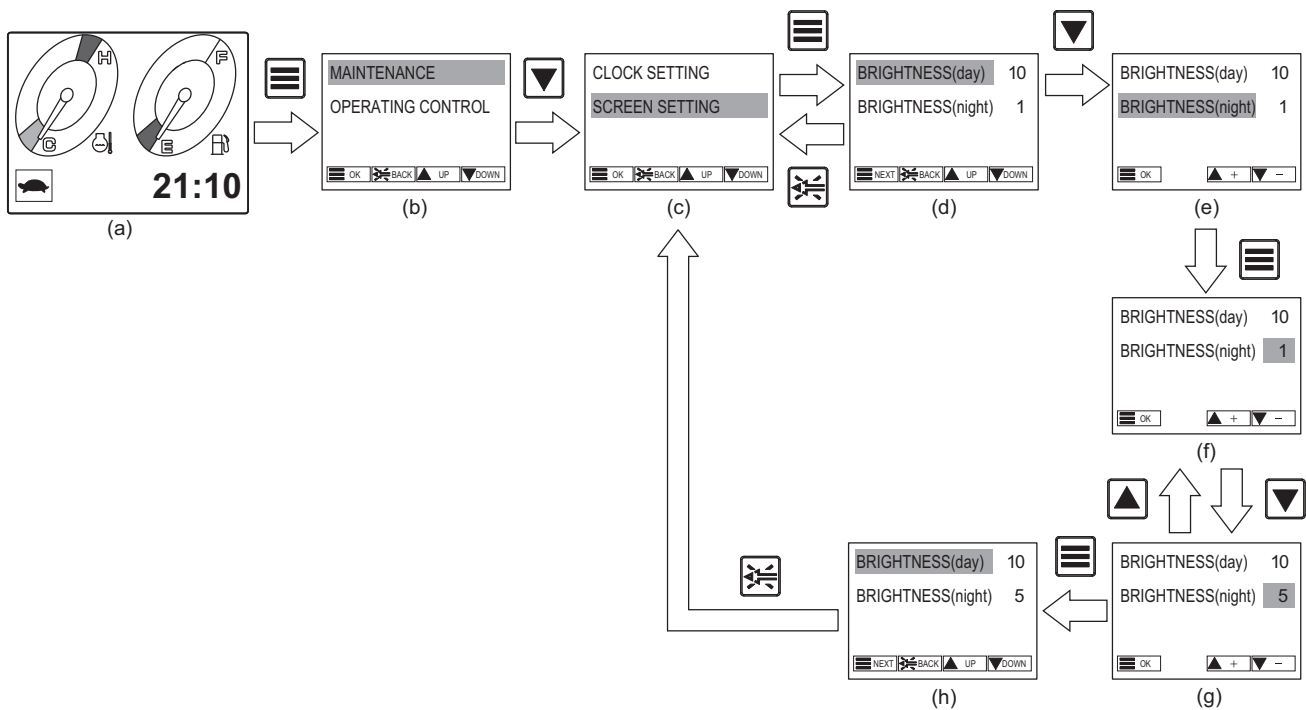 H
C
F
E
21:10
(a)
MAINTENANCE
OPERATING CONTROL
OK BACK UP DOWN
(b)
CLOCK SETTING
SCREEN SETTING
OK BACK UP DOWN
(c)
BRIGHTNESS(day) 10
BRIGHTNESS(night) 1
NEXT BACK UP DOWN
(d)
BRIGHTNESS(day) 10
BRIGHTNESS(night) 1
OK + −
(e)
BRIGHTNESS(day) 10
BRIGHTNESS(night) 1
OK + −
(f)
BRIGHTNESS(day) 10
BRIGHTNESS(night) 5
OK + −
(g)
BRIGHTNESS(day) 10
BRIGHTNESS(night) 5
NEXT BACK UP DOWN
(h)